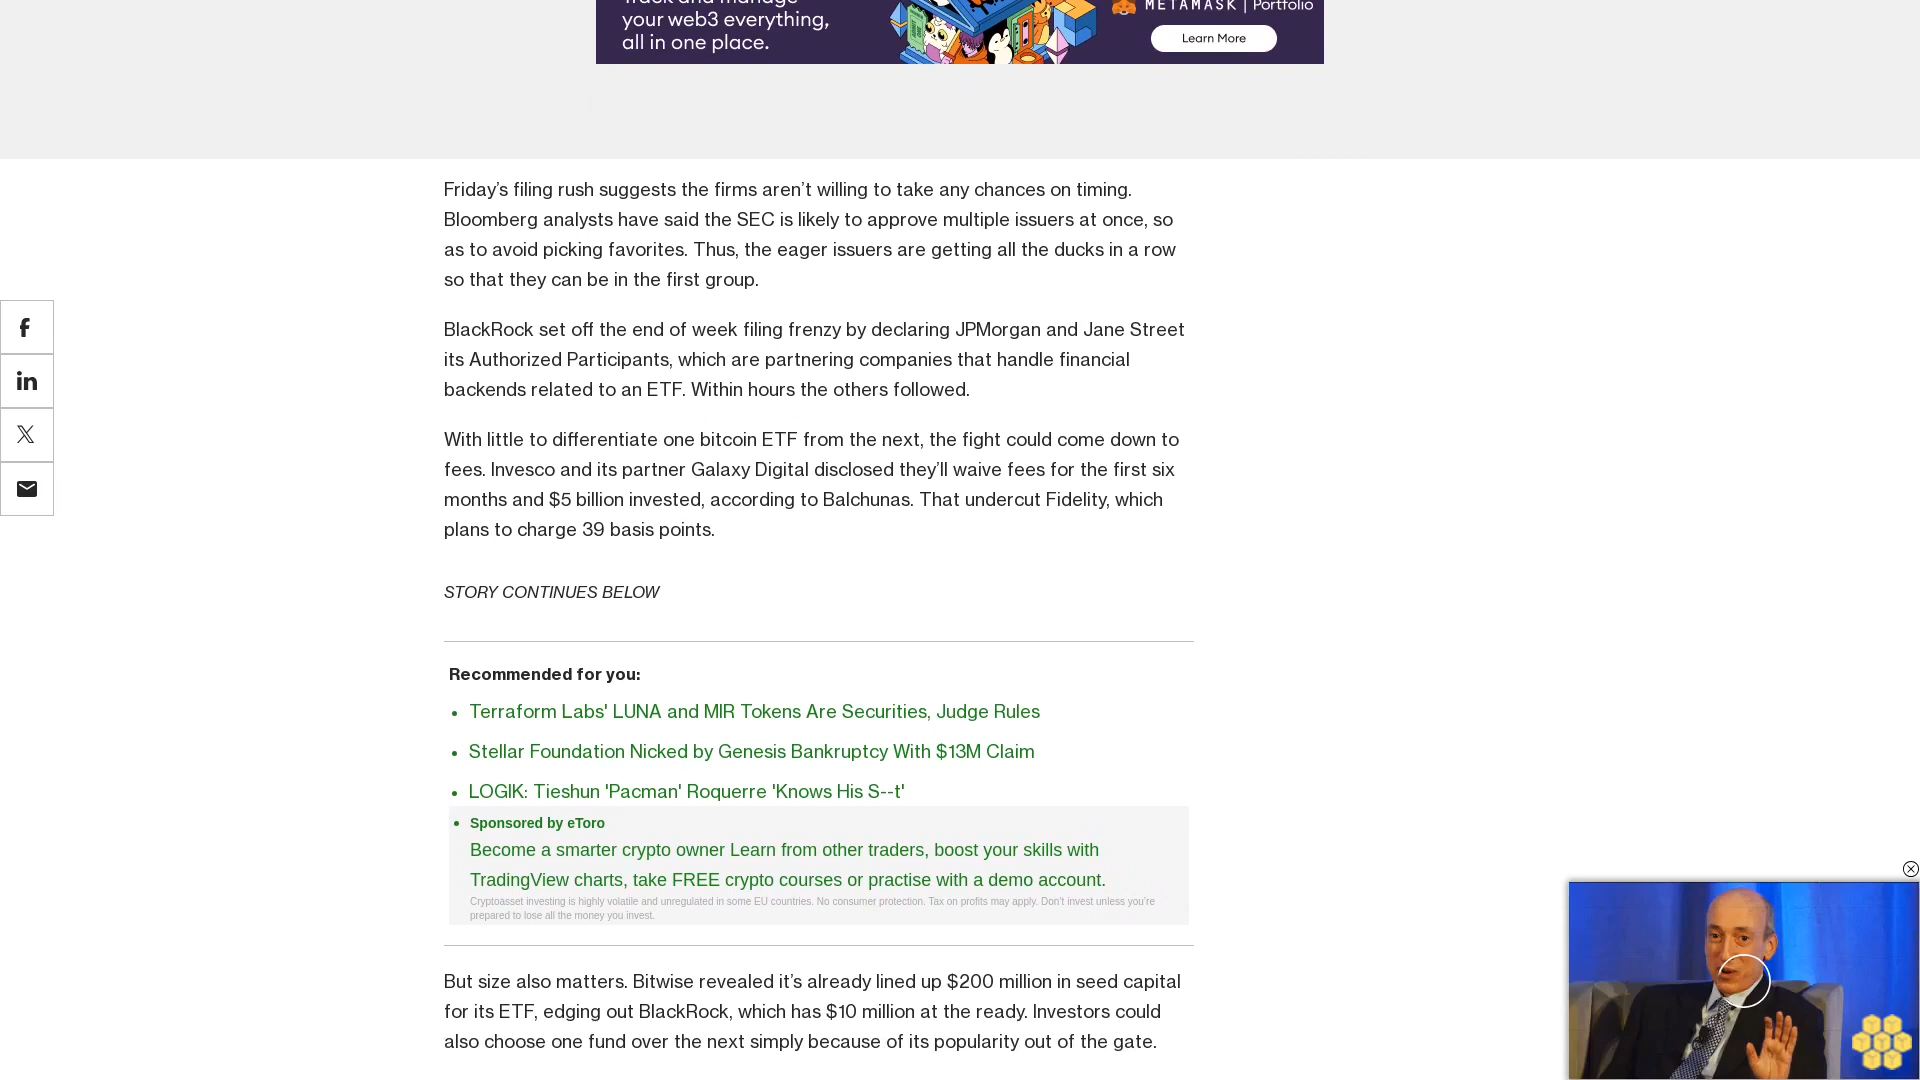 Track and manage
your web3 everything,
all in one place.
METAMASK | Portfolio
Learn More
Friday’s filing rush suggests the firms aren’t willing to take any chances on timing.
Bloomberg analysts have said the SEC is likely to approve multiple issuers at once, so
as to avoid picking favorites. Thus, the eager issuers are getting all the ducks in a row
so that they can be in the first group.
BlackRock set off the end of week filing frenzy by declaring JPMorgan and Jane Street
its Authorized Participants, which are partnering companies that handle financial
backends related to an ETF. Within hours the others followed.
With little to differentiate one bitcoin ETF from the next, the fight could come down to
fees. Invesco and its partner Galaxy Digital disclosed they’ll waive fees for the first six
months and $5 billion invested, according to Balchunas. That undercut Fidelity, which
plans to charge 39 basis points.
STORY CONTINUES BELOW
Recommended for you:
• Terraform Labs' LUNA and MIR Tokens Are Securities, Judge Rules
• Stellar Foundation Nicked by Genesis Bankruptcy With $13M Claim
• LOGIK: Tieshun 'Pacman' Roquerre 'Knows His S--t'
• Sponsored by eToro
Become a smarter crypto owner Learn from other traders, boost your skills with
TradingView charts, take FREE crypto courses or practise with a demo account.
Cryptoasset investing is highly volatile and unregulated in some EU countries. No consumer protection. Tax on profits may apply. Don't invest unless you’re
prepared to lose all the money you invest.
But size also matters. Bitwise revealed it’s already lined up $200 million in seed capital
for its ETF, edging out BlackRock, which has $10 million at the ready. Investors could
also choose one fund over the next simply because of its popularity out of the gate.